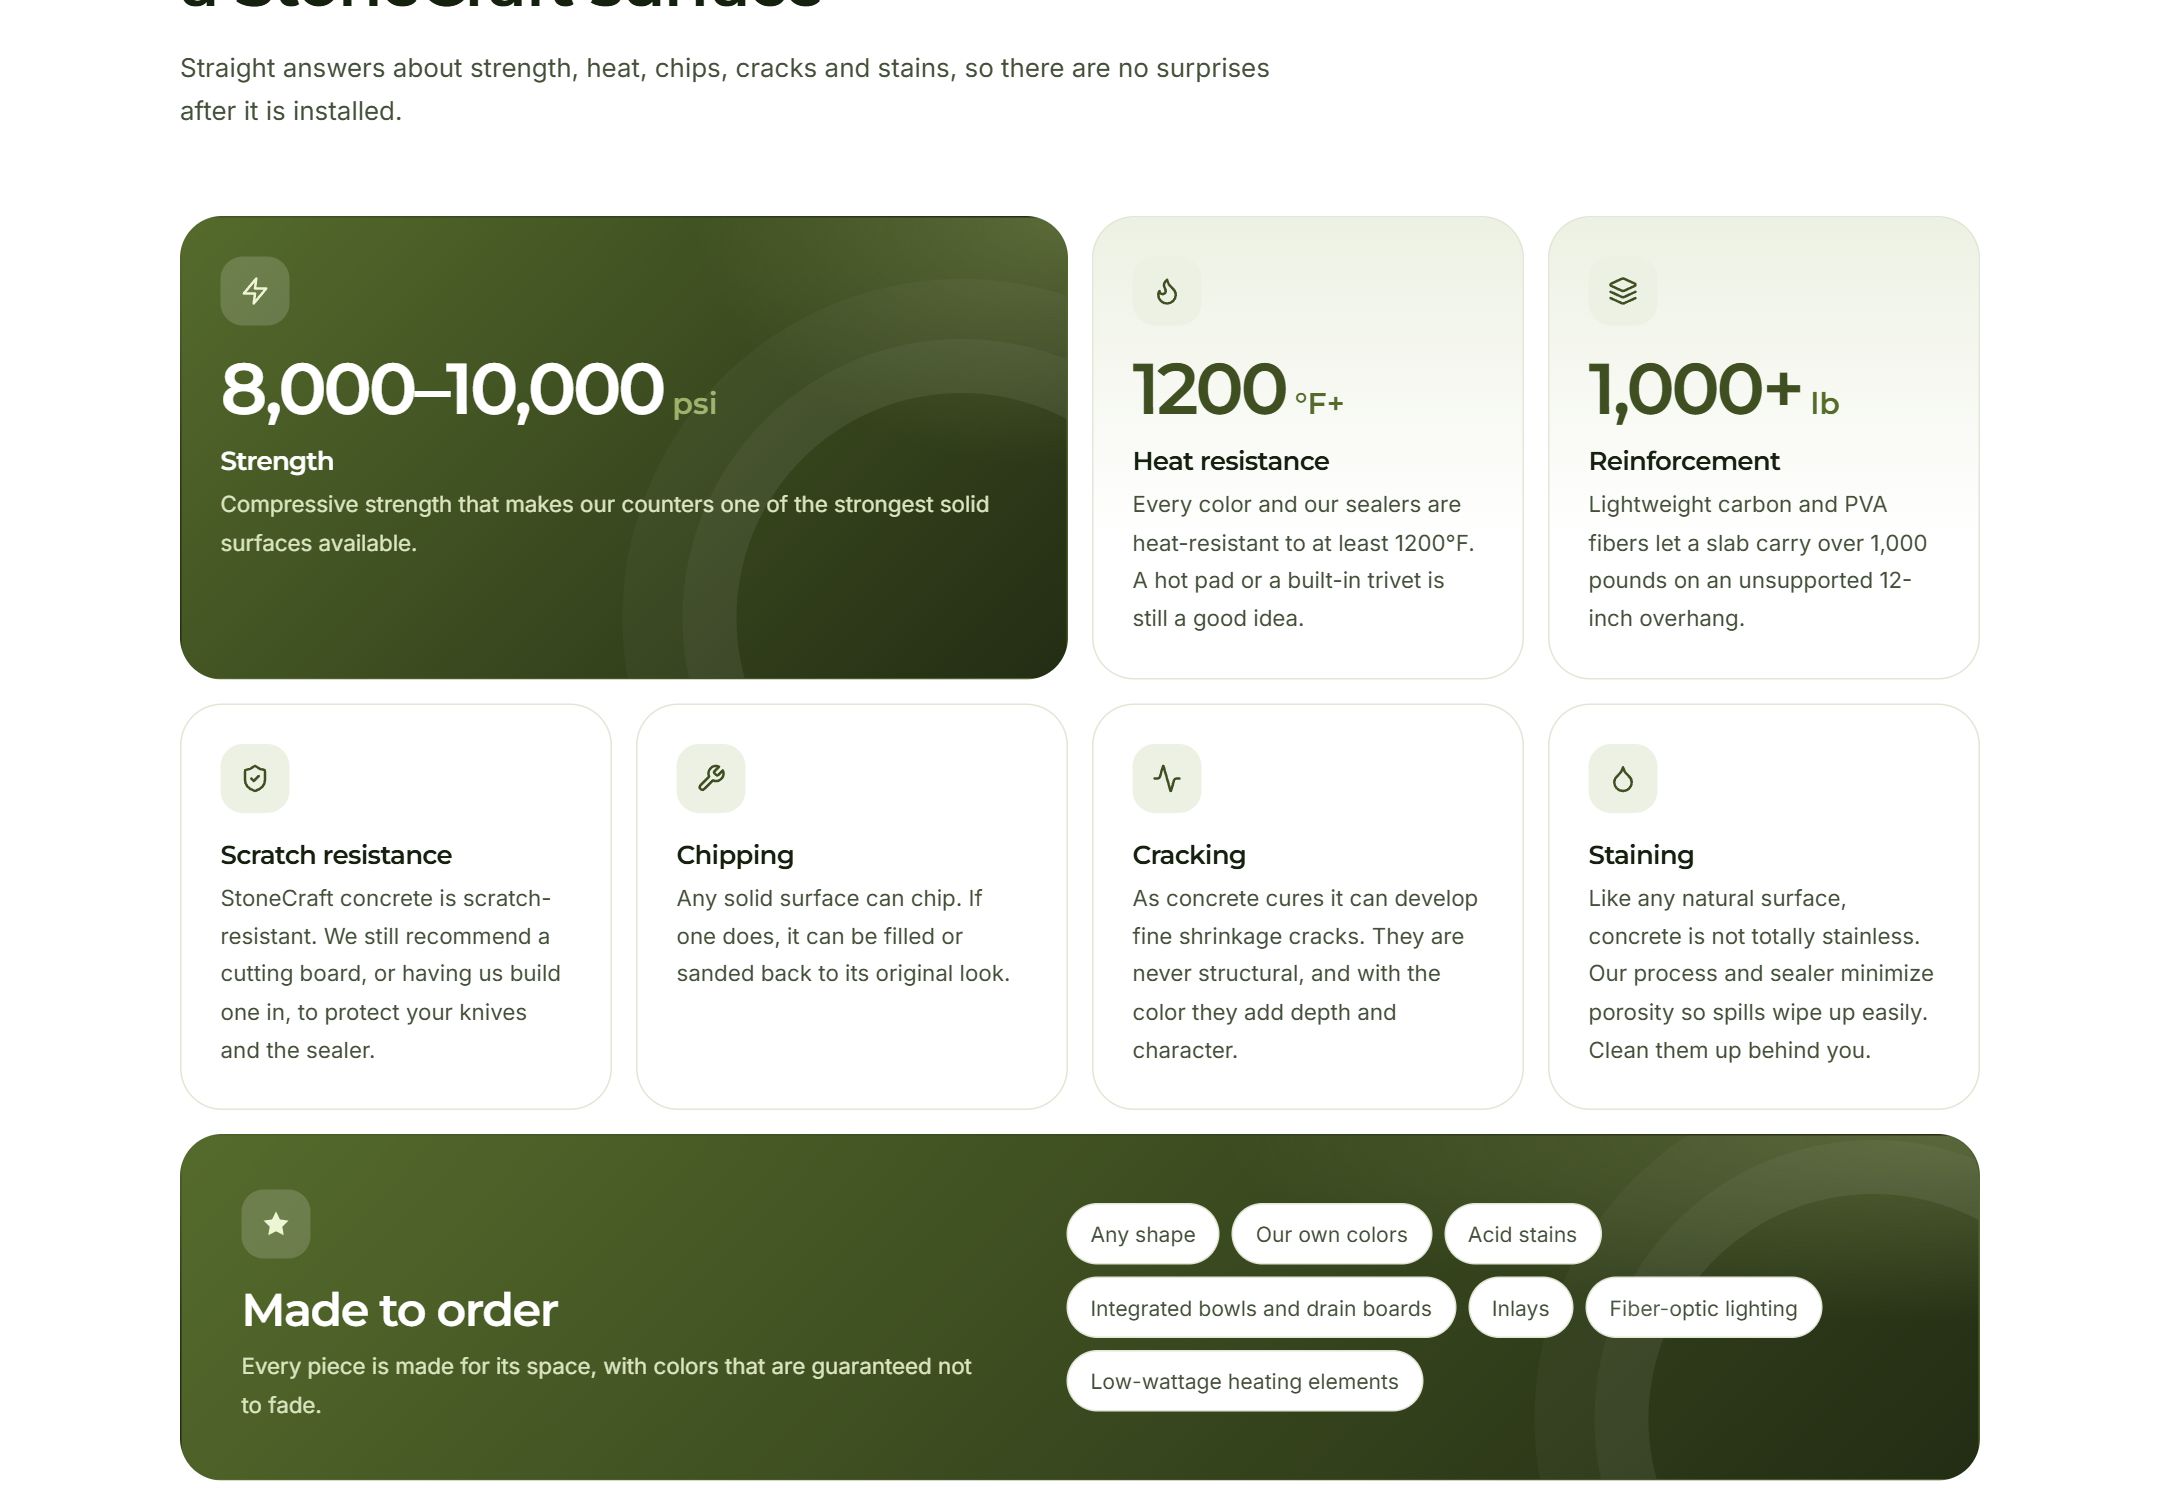 a StoneCraft surface
Straight answers about strength, heat, chips, cracks and stains, so there are no surprises
after it is installed.
8,000–10,000 psi
Strength
Compressive strength that makes our counters one of the strongest solid
surfaces available.
1200 °F+
Heat resistance
Every color and our sealers are
heat-resistant to at least 1200°F.
A hot pad or a built-in trivet is
still a good idea.
1,000+ lb
Reinforcement
Lightweight carbon and PVA
fibers let a slab carry over 1,000
pounds on an unsupported 12-
inch overhang.
Scratch resistance
StoneCraft concrete is scratch-
resistant. We still recommend a
cutting board, or having us build
one in, to protect your knives
and the sealer.
Chipping
Any solid surface can chip. If
one does, it can be filled or
sanded back to its original look.
Cracking
As concrete cures it can develop
fine shrinkage cracks. They are
never structural, and with the
color they add depth and
character.
Staining
Like any natural surface,
concrete is not totally stainless.
Our process and sealer minimize
porosity so spills wipe up easily.
Clean them up behind you.
Made to order
Every piece is made for its space, with colors that are guaranteed not
to fade.
Any shape
Our own colors
Acid stains
Integrated bowls and drain boards
Inlays
Fiber-optic lighting
Low-wattage heating elements